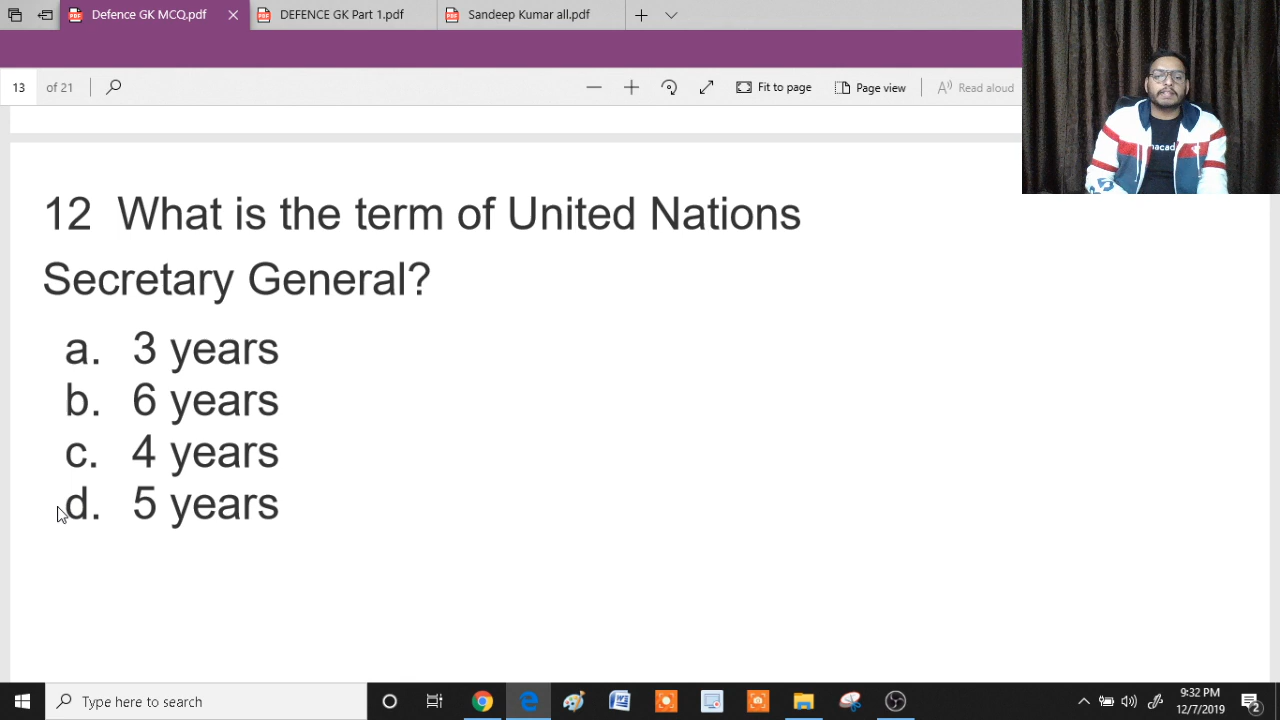 Defence GK MCQ.pdf
DEFENCE GK Part 1.pdf
Sandeep Kumar all.pdf
13 of 21
Fit to page
Page view
Read aloud
12 What is the term of United Nations
Secretary General?
a. 3 years
b. 6 years
c. 4 years
d. 5 years
Type here to search
9:32 PM
12/7/2019
2